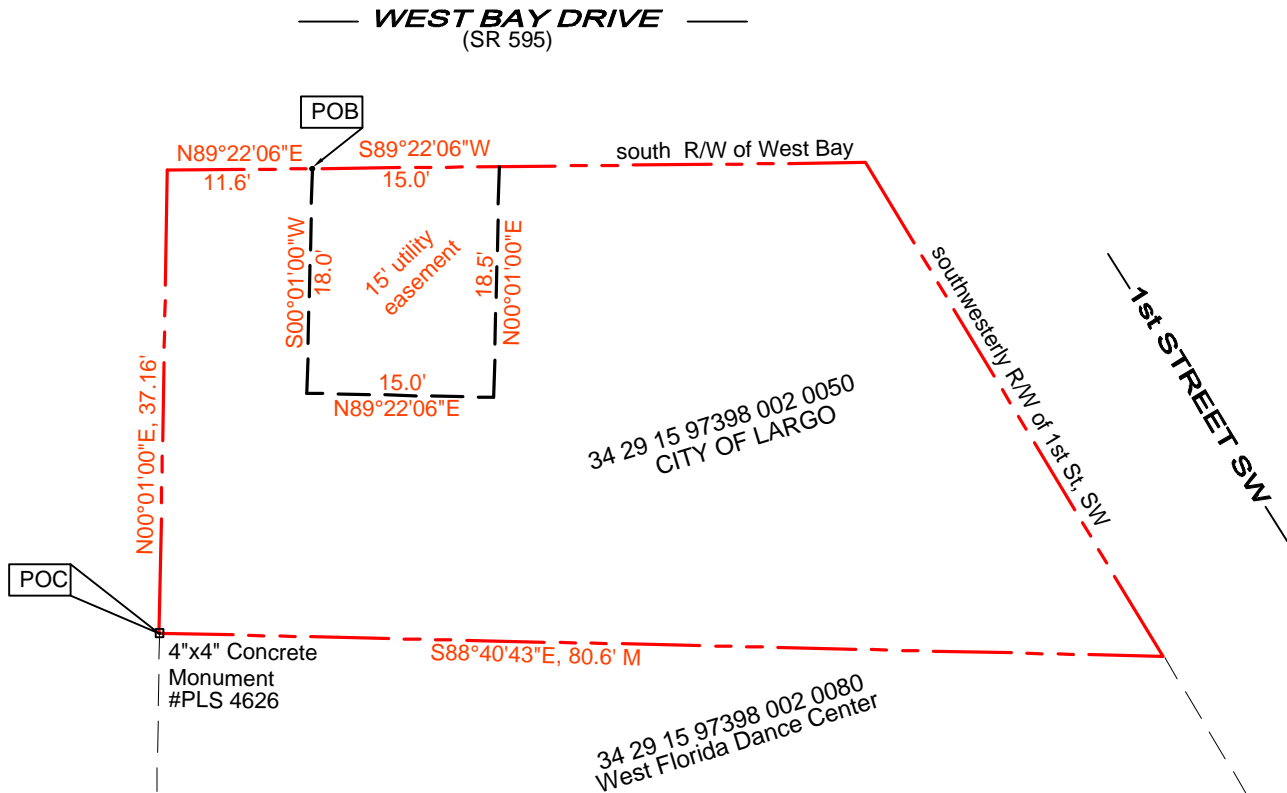 WEST BAY DRIVE
(SR 595)
POB
N89°22'06"E
11.6'
S89°22'06"W
15.0'
south R/W of West Bay
S00°01'00"W
18.0'
15' utility
easement
18.5'
N00°01'00"E
15.0'
N89°22'06"E
N00°01'00"E, 37.16'
southwesterly R/W of 1st St, SW
1st STREET SW
34 29 15 97398 002 0050
CITY OF LARGO
POC
4"x4" Concrete
Monument
#PLS 4626
S88°40'43"E, 80.6' M
34 29 15 97398 002 0080
West Florida Dance Center